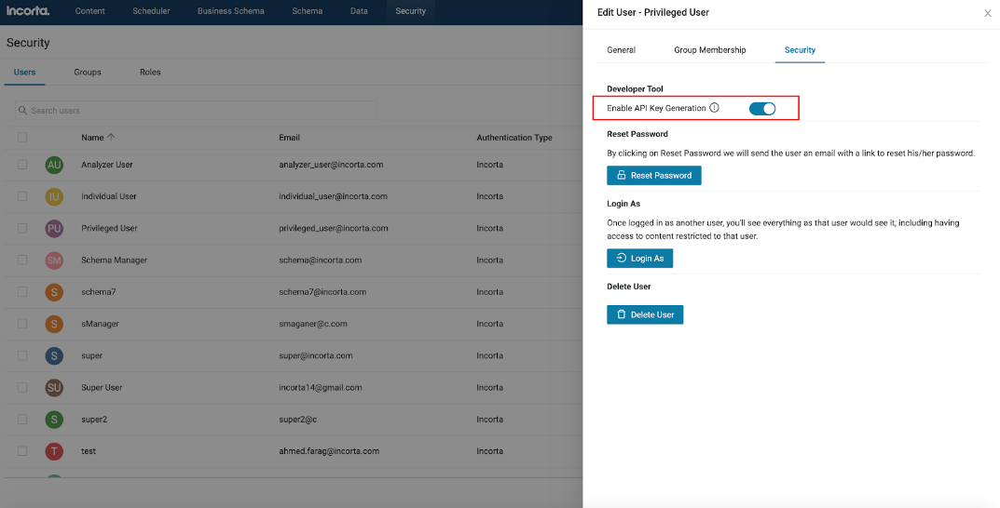 Incorta.
Content
Scheduler
Business Schema
Schema
Data
Security
Security
Users
Groups
Roles
Search users
Name
Email
Authentication Type
AU
Analyzer User
analyzer_user@incorta.com
Incorta
IU
Individual User
individual_user@incorta.com
Incorta
PU
Privileged User
privileged_user@incorta.com
Incorta
SM
Schema Manager
schema@incorta.com
Incorta
S
schema7
schema7@incorta.com
Incorta
S
sManager
smaganer@c.com
Incorta
S
super
super@incorta.com
Incorta
SU
Super User
incorta14@gmail.com
Incorta
S
super2
super2@c
Incorta
T
test
ahmed.farag@incorta.com
Incorta
Edit User - Privileged User
General
Group Membership
Security
Developer Tool
Enable API Key Generation
Reset Password
By clicking on Reset Password we will send the user an email with a link to reset his/her password.
Reset Password
Login As
Once logged in as another user, you'll see everything as that user would see it, including having
access to content restricted to that user.
Login As
Delete User
Delete User